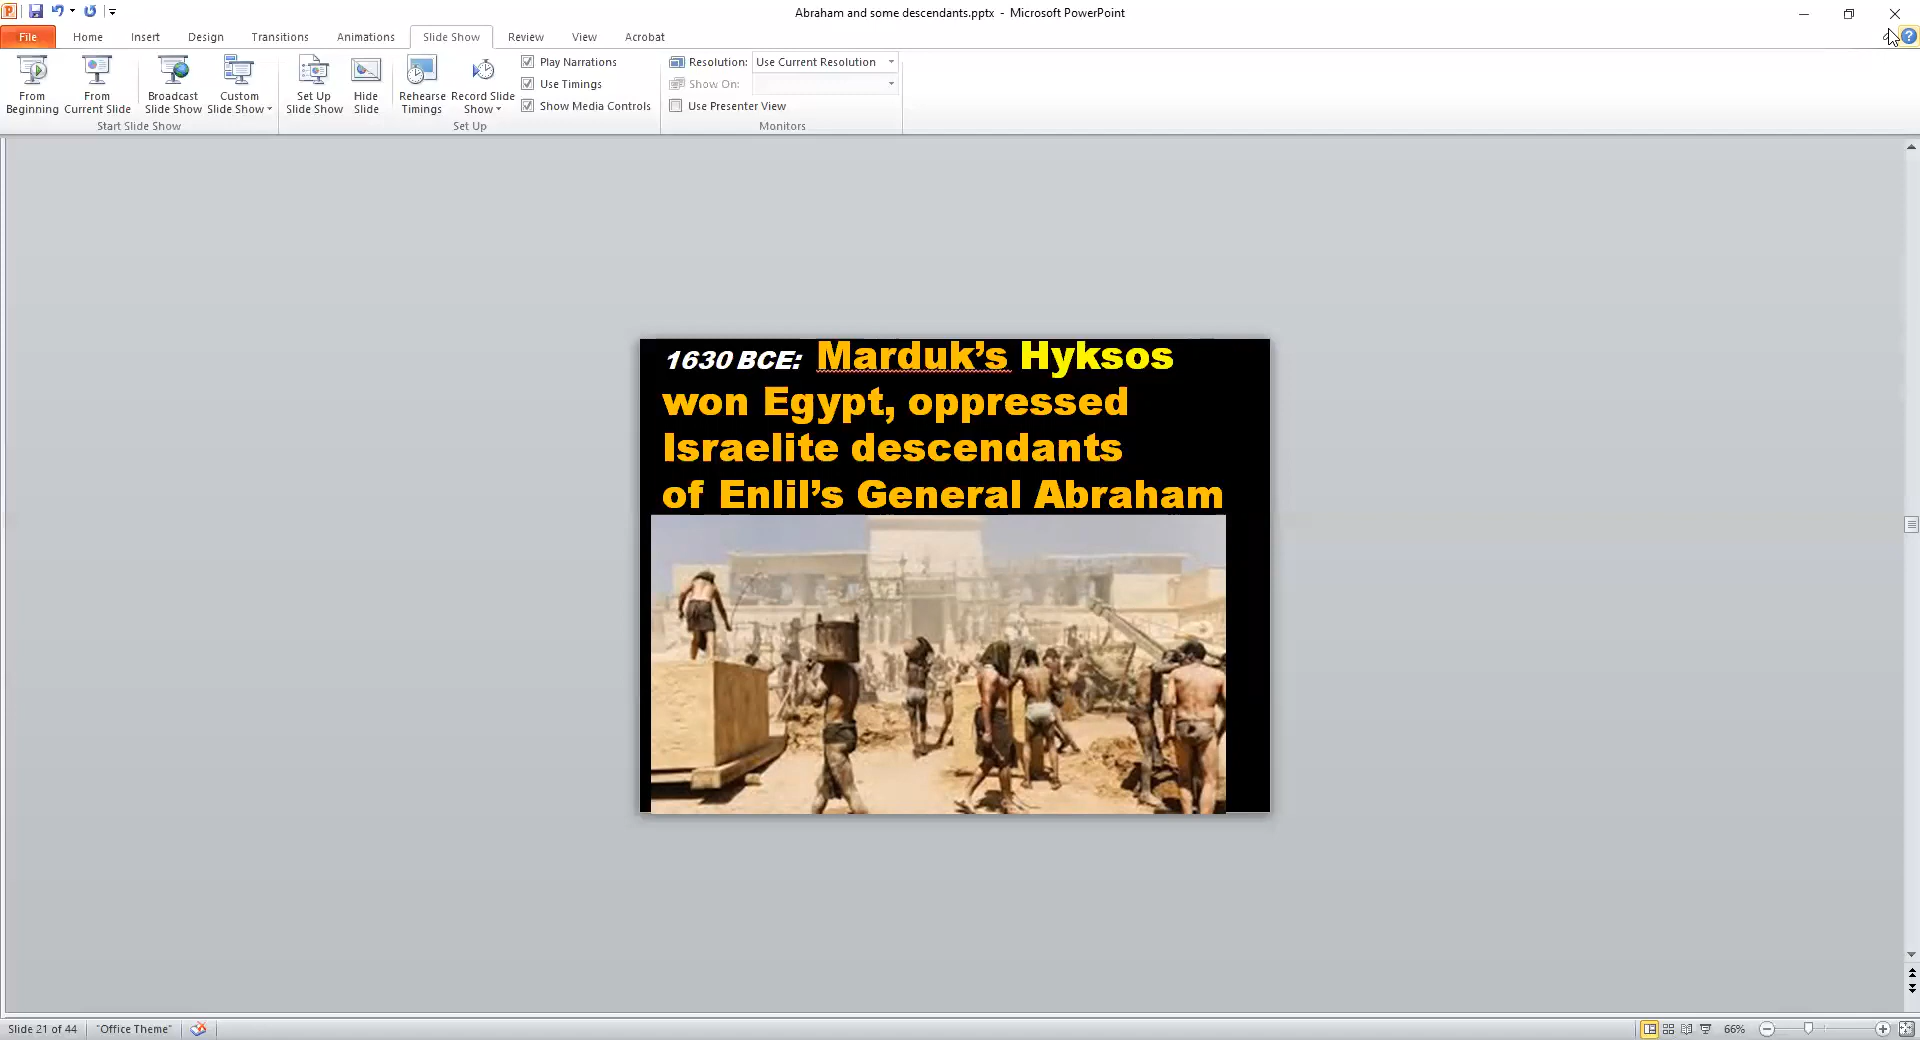 Abraham and some descendants.pptx - Microsoft PowerPoint
File Home Insert Design Transitions Animations Slide Show Review View Acrobat
From Beginning
From Current Slide
Broadcast Slide Show
Custom Slide Show
Start Slide Show
Set Up Slide Show
Hide Slide
Rehearse Timings
Record Slide Show
Play Narrations
Use Timings
Show Media Controls
Set Up
Resolution: Use Current Resolution
Show On:
Use Presenter View
Monitors
1630 BCE: Marduk’s Hyksos
won Egypt, oppressed
Israelite descendants
of Enlil’s General Abraham
Slide 21 of 44 "Office Theme" 66%